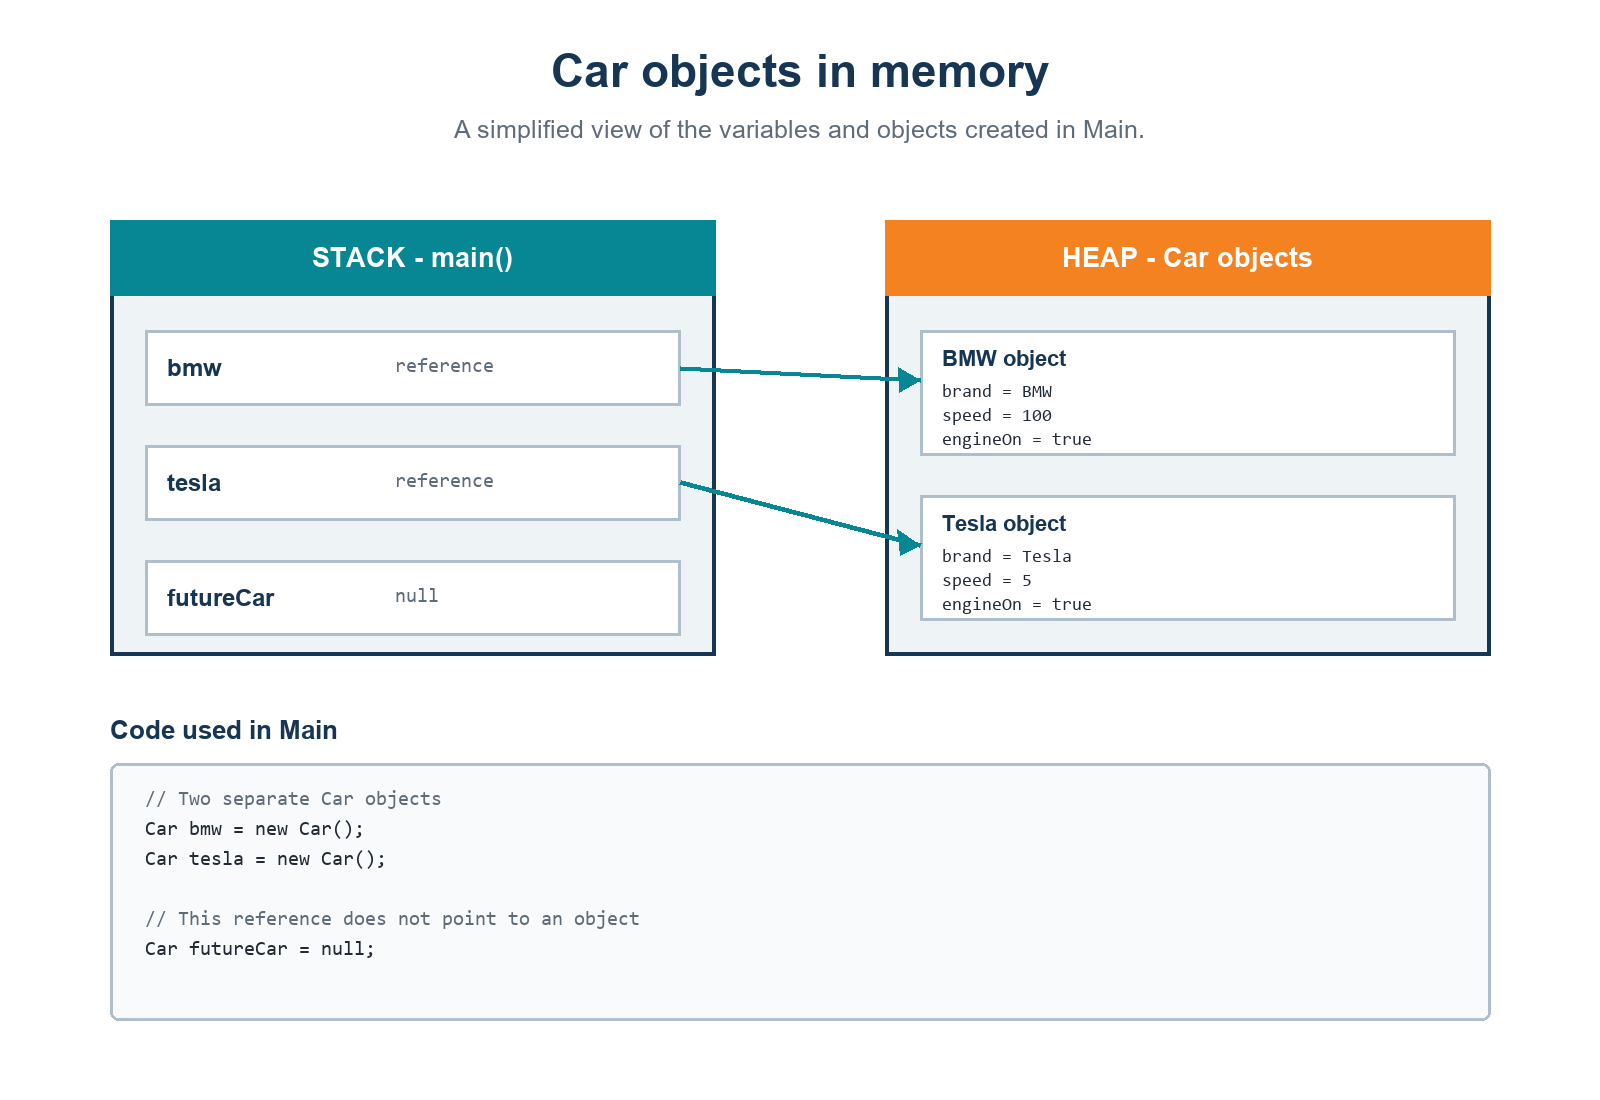 Car objects in memory
A simplified view of the variables and objects created in Main.
STACK - main()
bmw reference
tesla reference
futureCar null
HEAP - Car objects
BMW object
brand = BMW
speed = 100
engineOn = true
Tesla object
brand = Tesla
speed = 5
engineOn = true
Code used in Main
// Two separate Car objects
Car bmw = new Car();
Car tesla = new Car();
// This reference does not point to an object
Car futureCar = null;